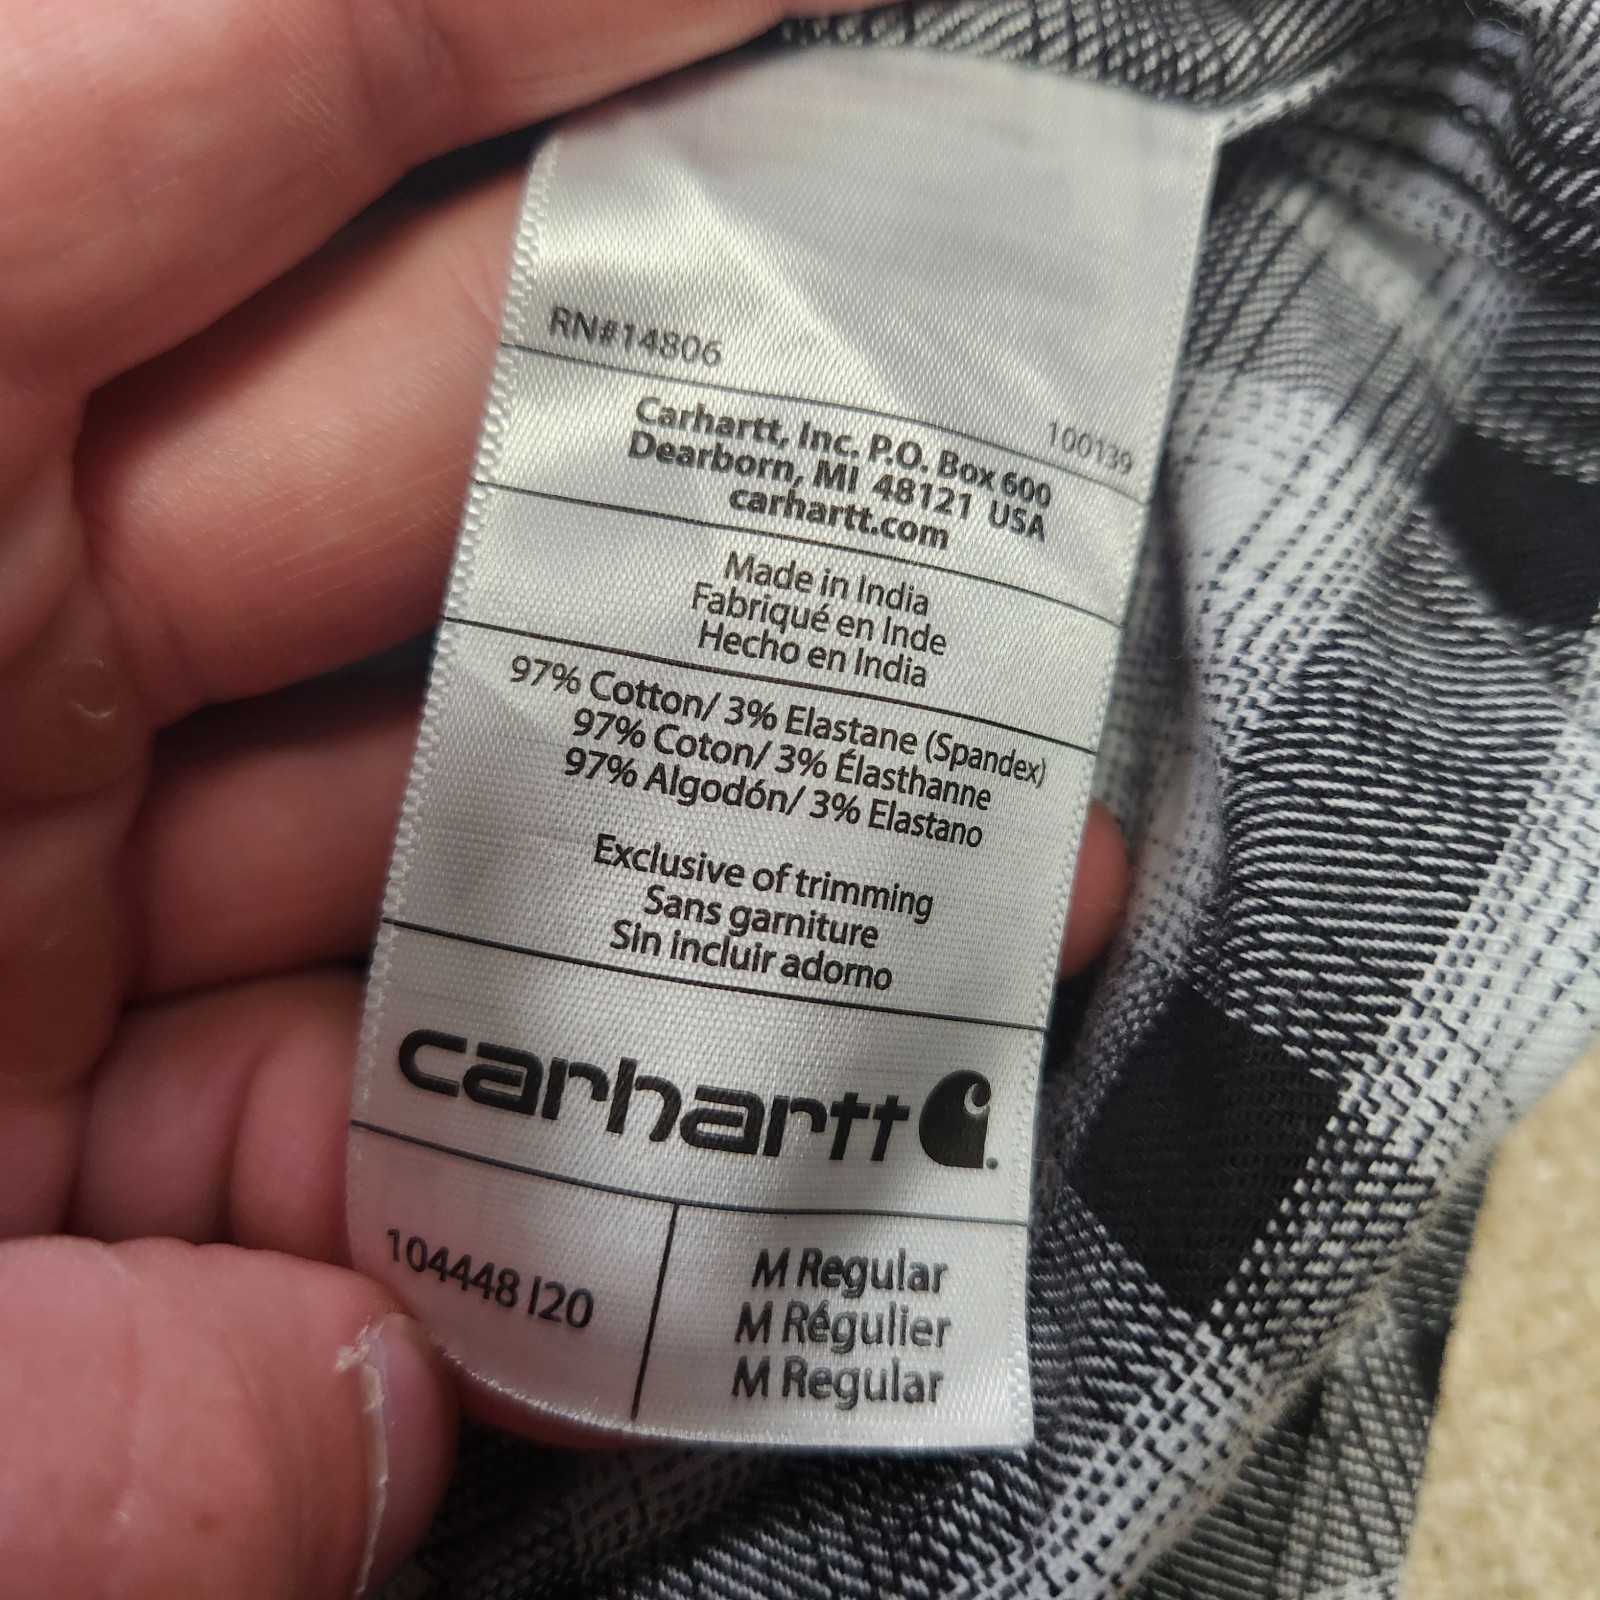 RN#14806
100139
Carhartt, Inc. P.O. Box 600
Dearborn, MI 48121 USA
carhartt.com
Made in India
Fabriqué en Inde
Hecho en India
97% Cotton/ 3% Elastane (Spandex)
97% Coton/ 3% Élasthanne
97% Algodón/ 3% Elastano
Exclusive of trimming
Sans garniture
Sin incluir adorno
carhartt
104448 I20
M Regular
M Régulier
M Regular